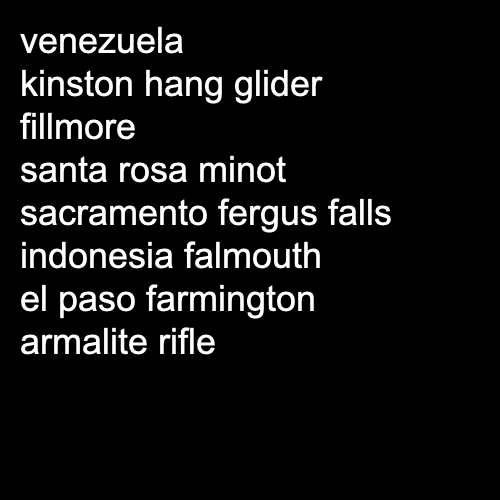 venezuela
kinston hang glider
fillmore
santa rosa minot
sacramento fergus falls
indonesia falmouth
el paso farmington
armalite rifle